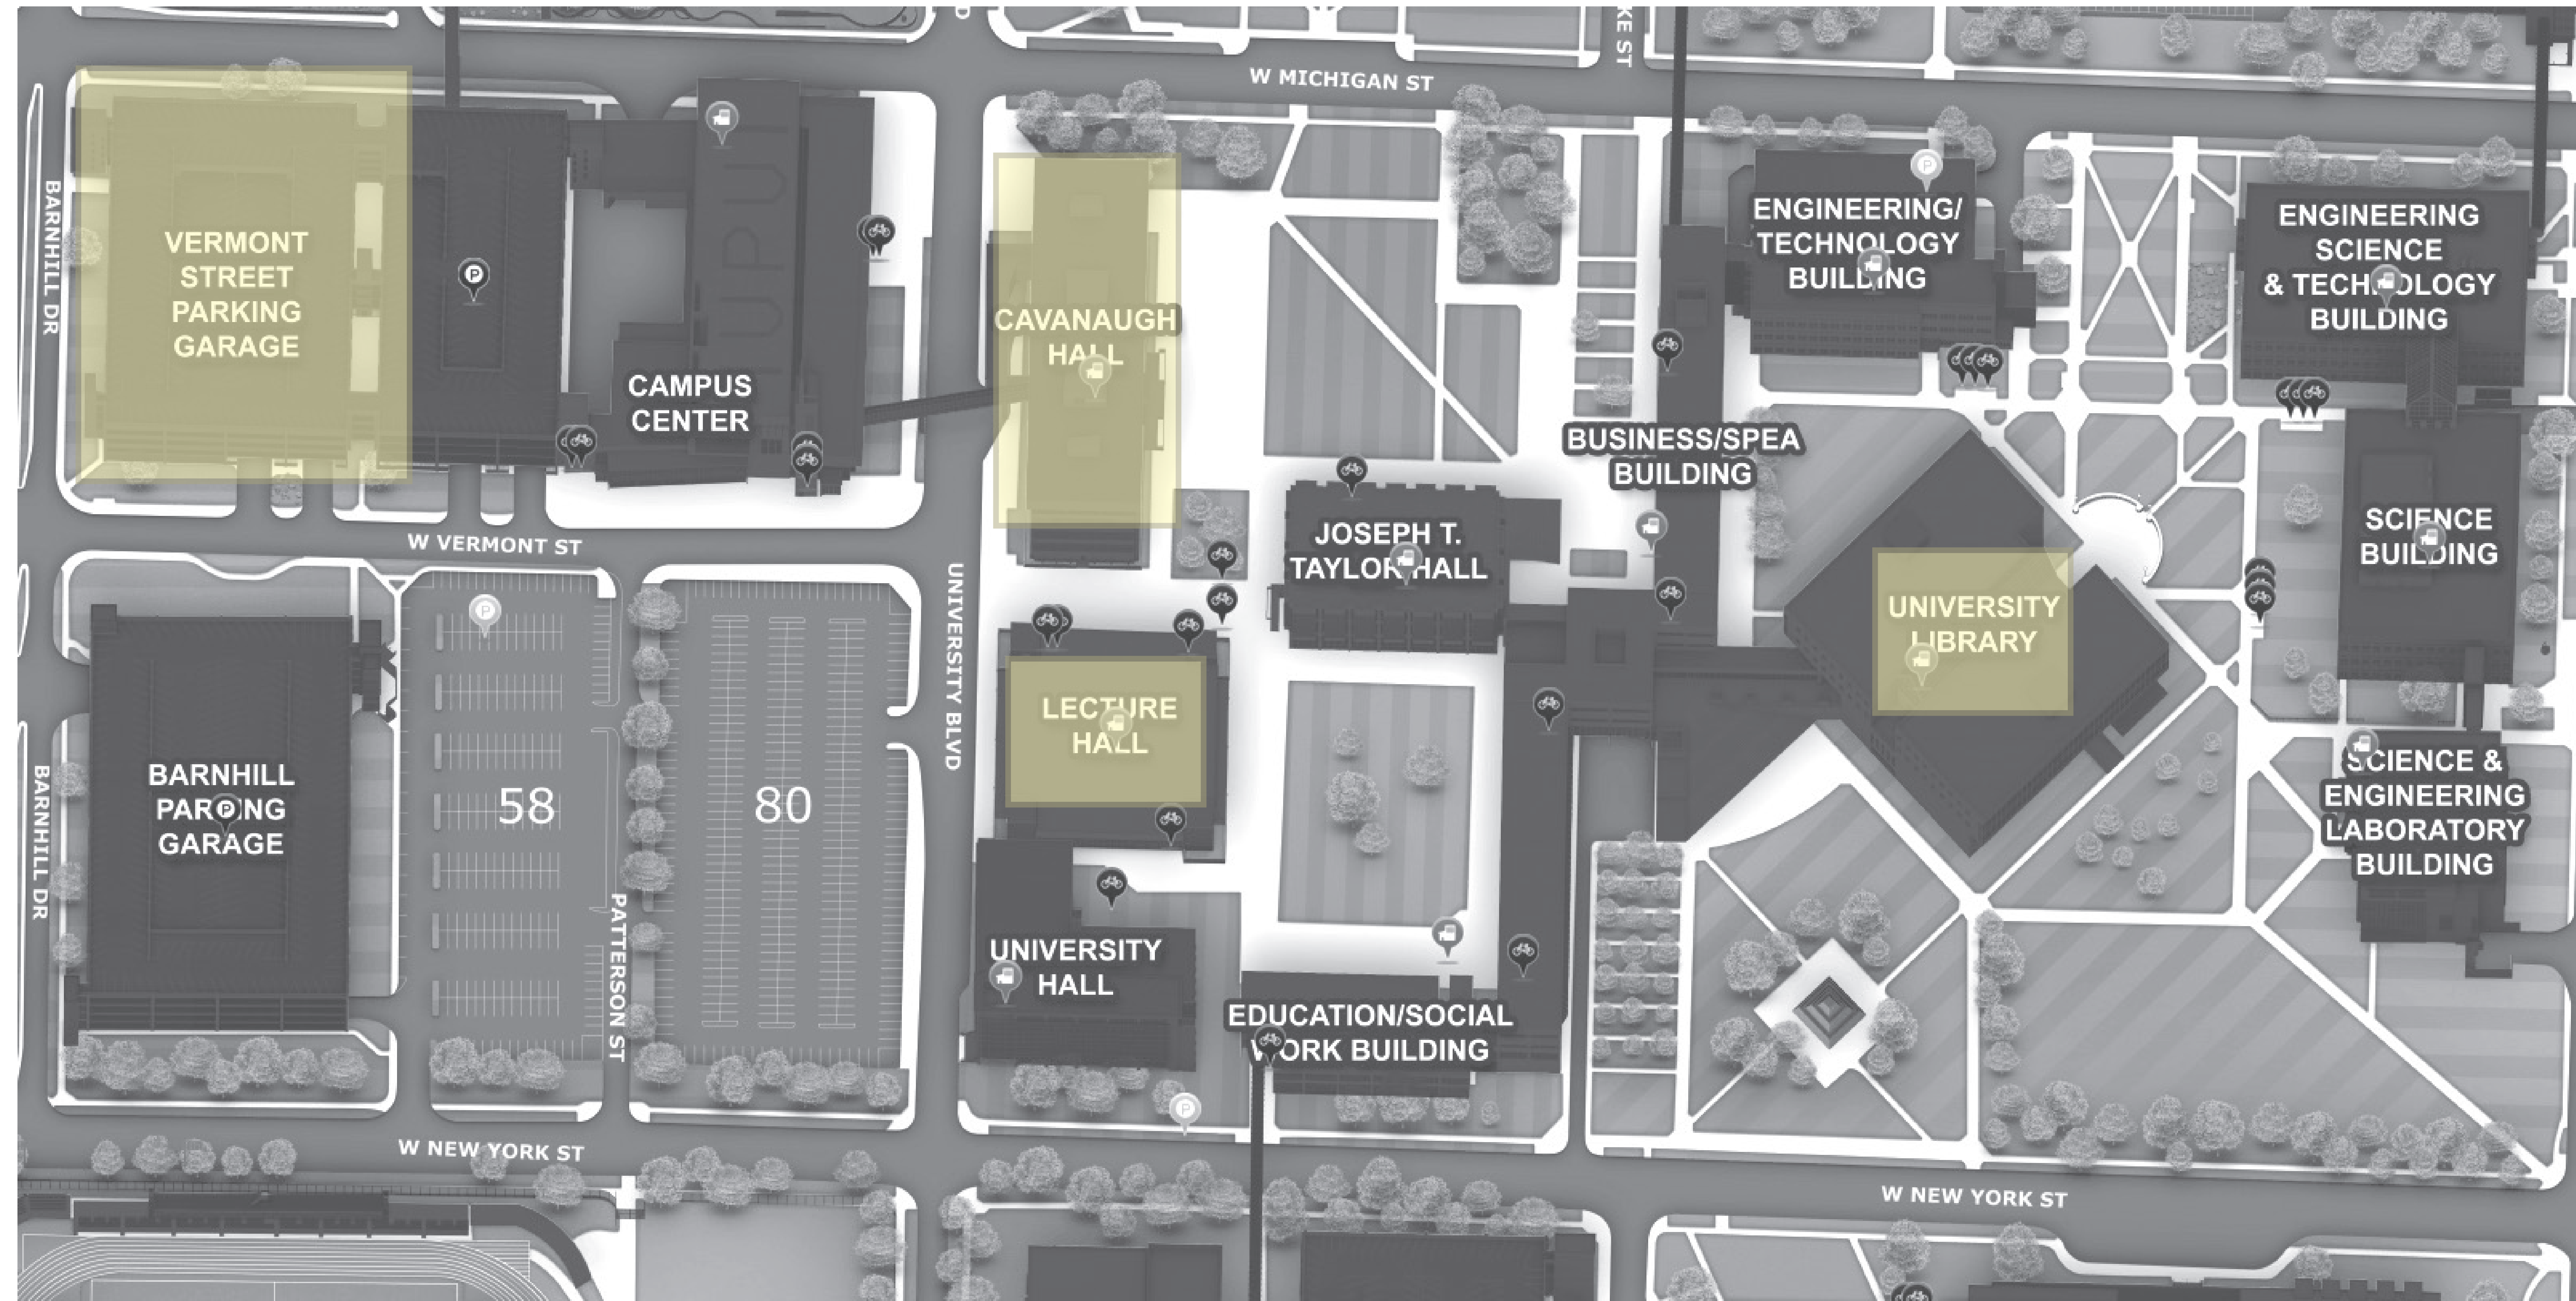 W MICHIGAN ST
KE ST
D
BARNHILL DR
VERMONT
STREET
PARKING
GARAGE
IUPUI
CAMPUS
CENTER
CAVANAUGH
HALL
ENGINEERING/
TECHNOLOGY
BUILDING
ENGINEERING
SCIENCE
& TECHNOLOGY
BUILDING
BUSINESS/SPEA
BUILDING
JOSEPH T.
TAYLOR HALL
SCIENCE
BUILDING
W VERMONT ST
UNIVERSITY BLVD
UNIVERSITY
LIBRARY
LECTURE
HALL
BARNHILL DR
BARNHILL
PARKING
GARAGE
58
80
PATTERSON ST
SCIENCE &
ENGINEERING
LABORATORY
BUILDING
UNIVERSITY
HALL
EDUCATION/SOCIAL
WORK BUILDING
W NEW YORK ST
W NEW YORK ST
P
P
P
P
P